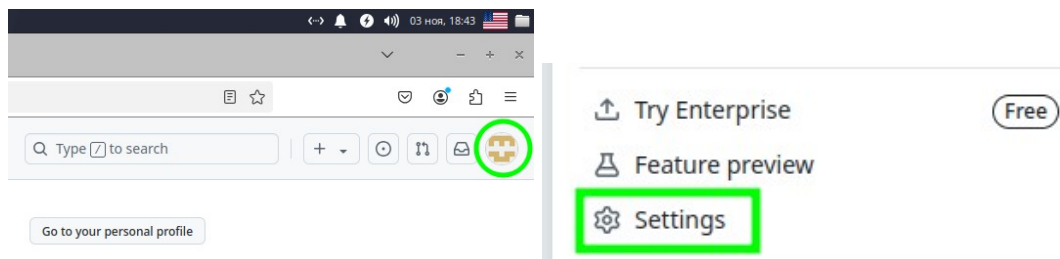 03 ноя, 18:43
Type / to search
Go to your personal profile
Try Enterprise
Free
Feature preview
Settings